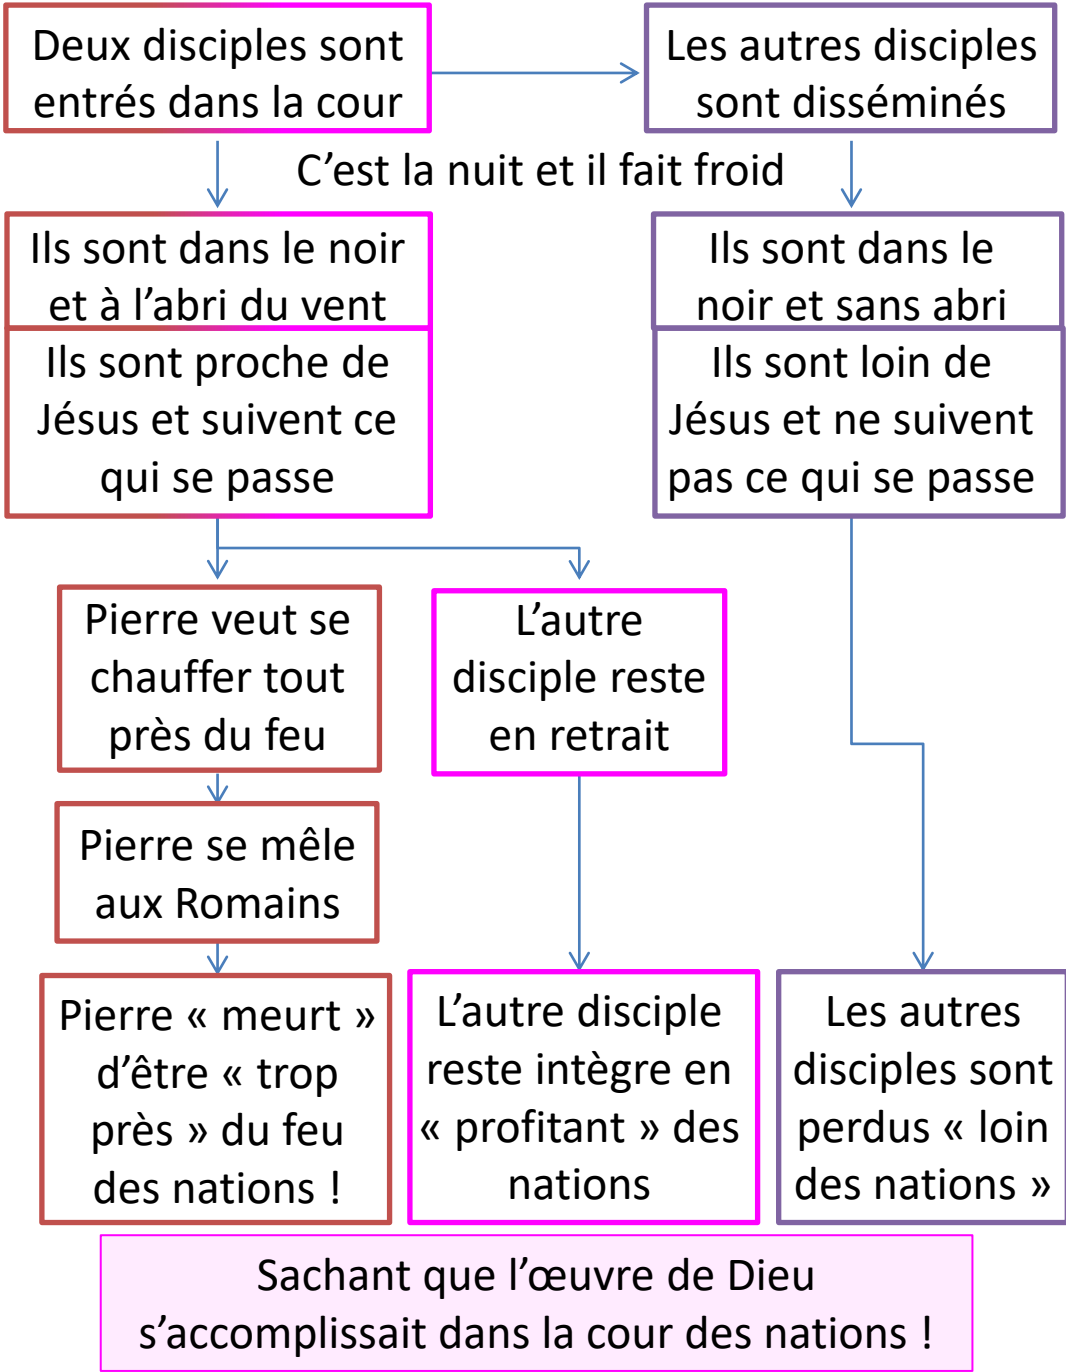 Deux disciples sont
entrés dans la cour
Les autres disciples
sont disséminés
C’est la nuit et il fait froid
Ils sont dans le noir
et à l’abri du vent
Ils sont dans le
noir et sans abri
Ils sont proche de
Jésus et suivent ce
qui se passe
Ils sont loin de
Jésus et ne suivent
pas ce qui se passe
Pierre veut se
chauffer tout
près du feu
L’autre
disciple reste
en retrait
Pierre se mêle
aux Romains
Pierre « meurt »
d’être « trop
près » du feu
des nations !
L’autre disciple
reste intègre en
« profitant » des
nations
Les autres
disciples sont
perdus « loin
des nations »
Sachant que l’œuvre de Dieu
s’accomplissait dans la cour des nations !